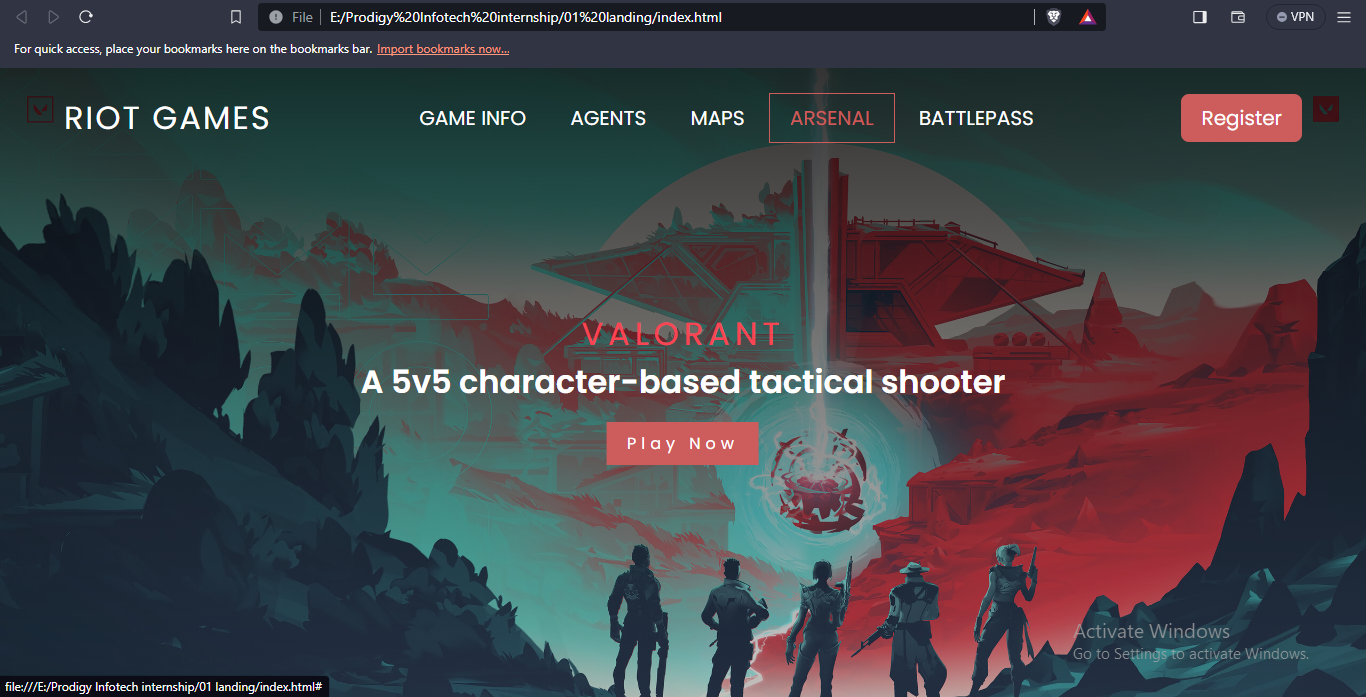 File E:/Prodigy%20Infotech%20internship/01%20landing/index.html
VPN
For quick access, place your bookmarks here on the bookmarks bar. Import bookmarks now...
RIOT GAMES GAME INFO AGENTS MAPS ARSENAL BATTLEPASS Register
VALORANT
A 5v5 character-based tactical shooter
Play Now
Activate Windows
Go to Settings to activate Windows.
file:///E:/Prodigy Infotech internship/01 landing/index.html#